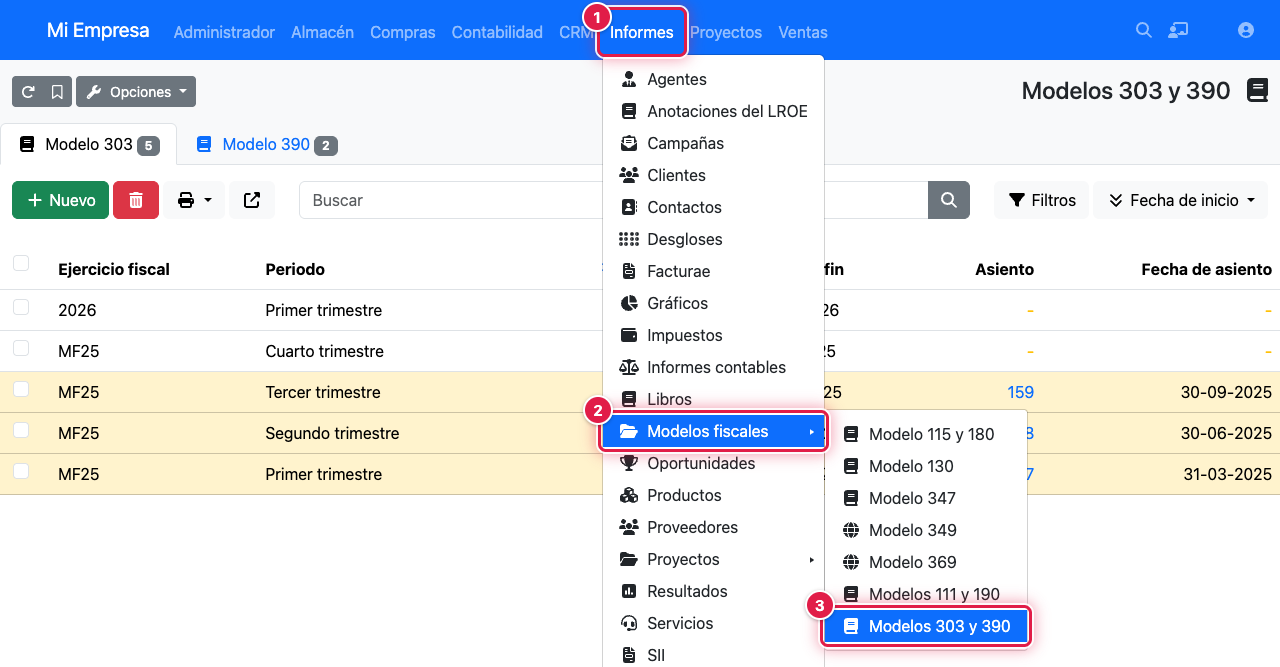 Mi Empresa Administrador Almacén Compras Contabilidad CRM Informes Proyectos Ventas
1
Opciones
Modelos 303 y 390
Modelo 303 5 Modelo 390 2
Nuevo Buscar Filtros Fecha de inicio
Ejercicio fiscal Periodo fin Asiento Fecha de asiento
2026 Primer trimestre 26 - -
MF25 Cuarto trimestre 25 - -
MF25 Tercer trimestre 25 159 30-09-2025
MF25 Segundo trimestre 8 30-06-2025
MF25 Primer trimestre 7 31-03-2025
Agentes
Anotaciones del LROE
Campañas
Clientes
Contactos
Desgloses
Facturae
Gráficos
Impuestos
Informes contables
Libros
2
Modelos fiscales
Oportunidades
Productos
Proveedores
Proyectos
Resultados
Servicios
SII
Modelo 115 y 180
Modelo 130
Modelo 347
Modelo 349
Modelo 369
Modelos 111 y 190
3
Modelos 303 y 390